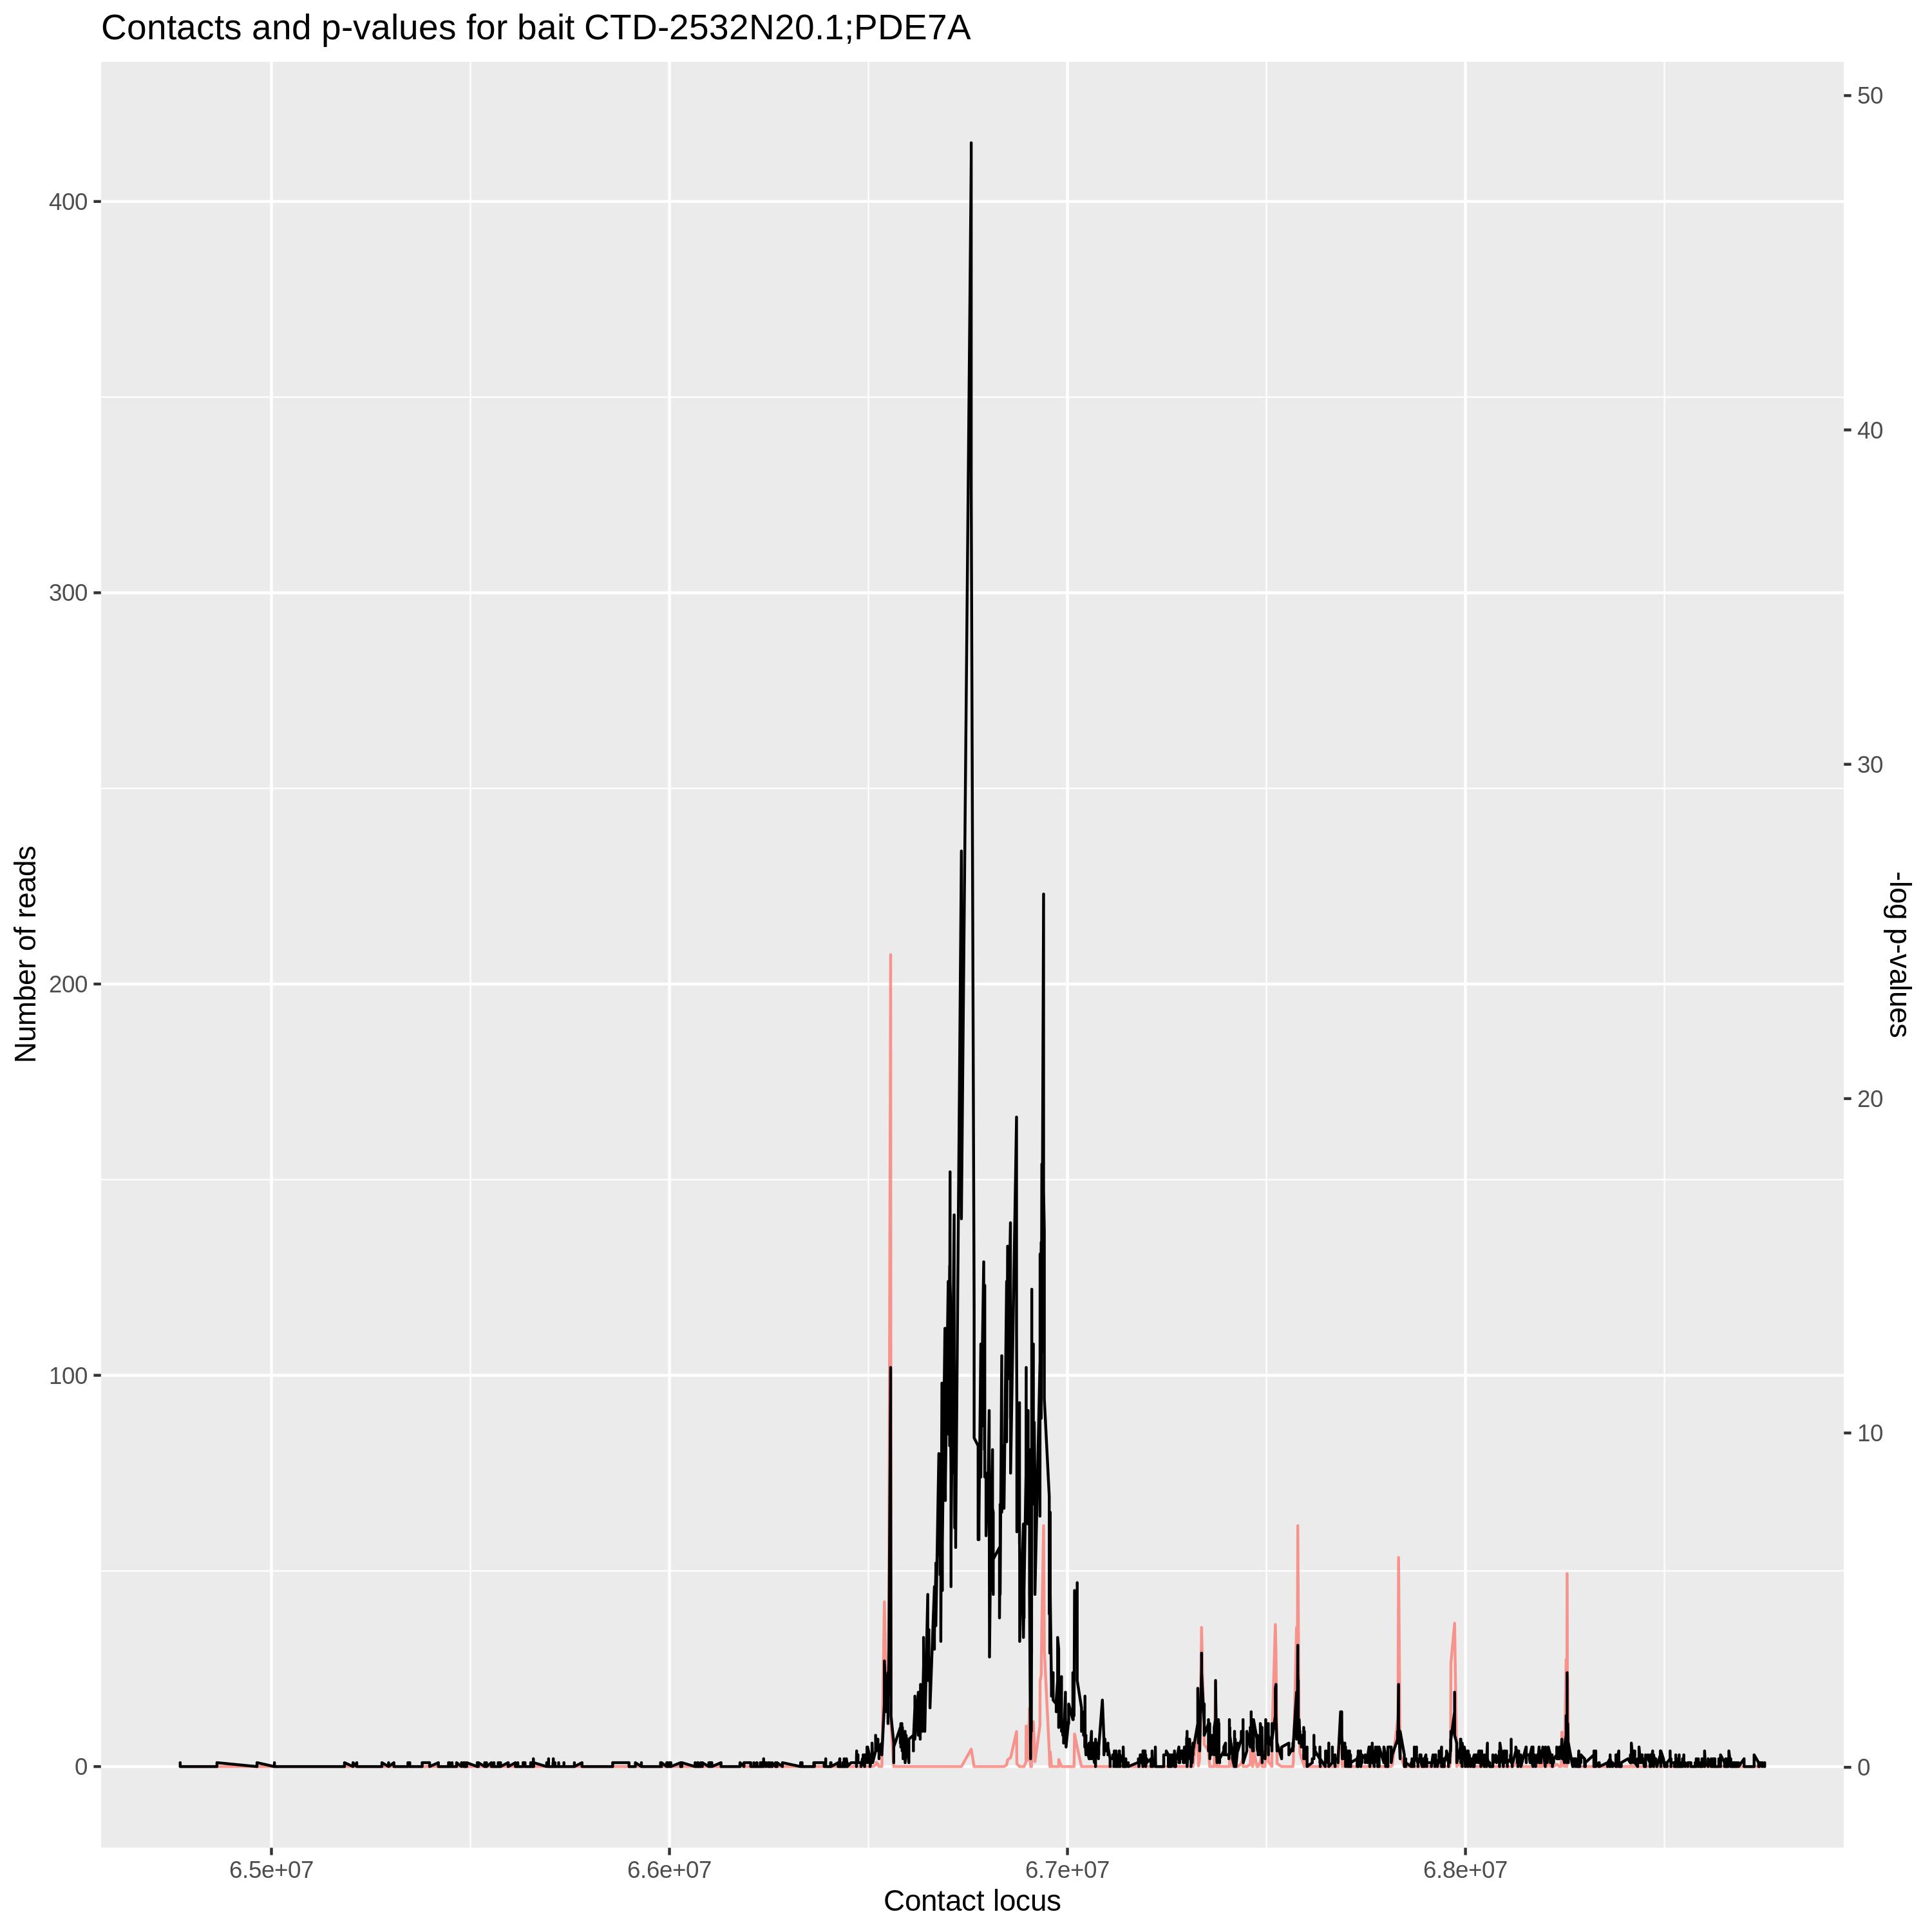 Contacts and p-values for bait CTD-2532N20.1;PDE7A
Number of reads
400
300
200
100
0
50
40
30
20
10
0
-log p-values
6.5e+07 6.6e+07 6.7e+07 6.8e+07
Contact locus